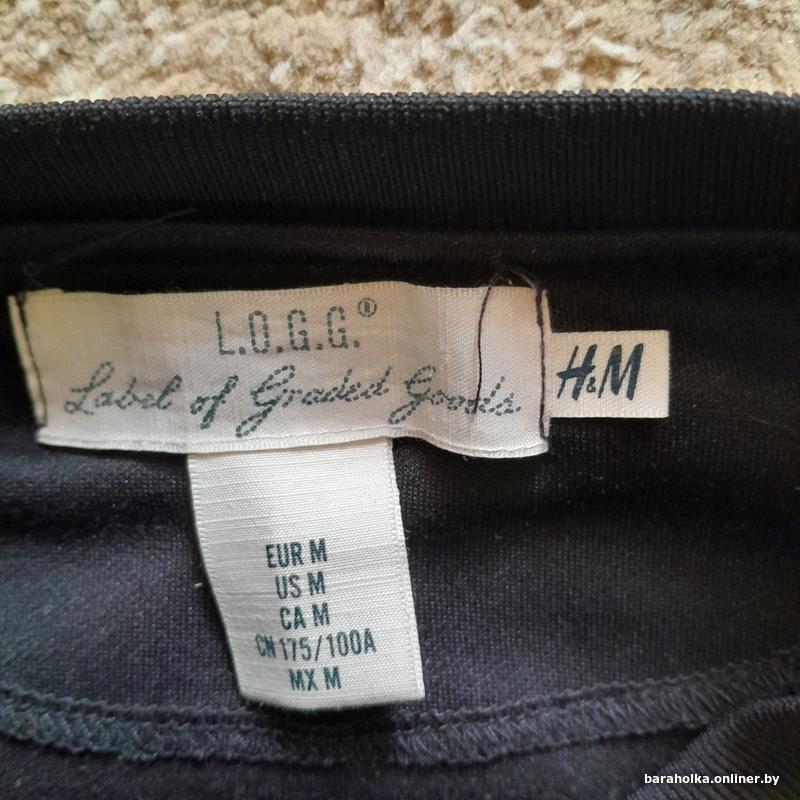 L.O.G.G.®
Label of Graded Goods.
H&M
EUR M
US M
CA M
CN 175/100A
MX M
baraholka.onliner.by